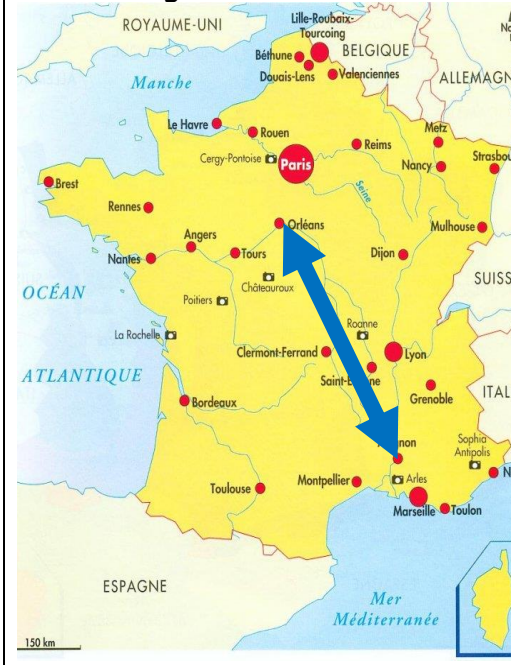 ROYAUME-UNI
Lille-Roubaix-
Tourcoing
BELGIQUE
Béthune
Douais-Lens
Valenciennes
ALLEMAGN
Manche
Le Havre
Rouen
Reims
Metz
Cergy-Pontoise
Paris
Nancy
Strasbou
Seine
Brest
Rennes
Orléans
Mulhouse
Angers
Tours
Dijon
Nantes
SUISS
OCÉAN
Châteauroux
Poitiers
Roanne
La Rochelle
Clermont-Ferrand
Lyon
ATLANTIQUE
Grenoble
ITAL
Bordeaux
Sophia
Antipolis
Toulouse
Montpellier
Arles
Marseille
Toulon
ESPAGNE
Mer
Méditerranée
150 km